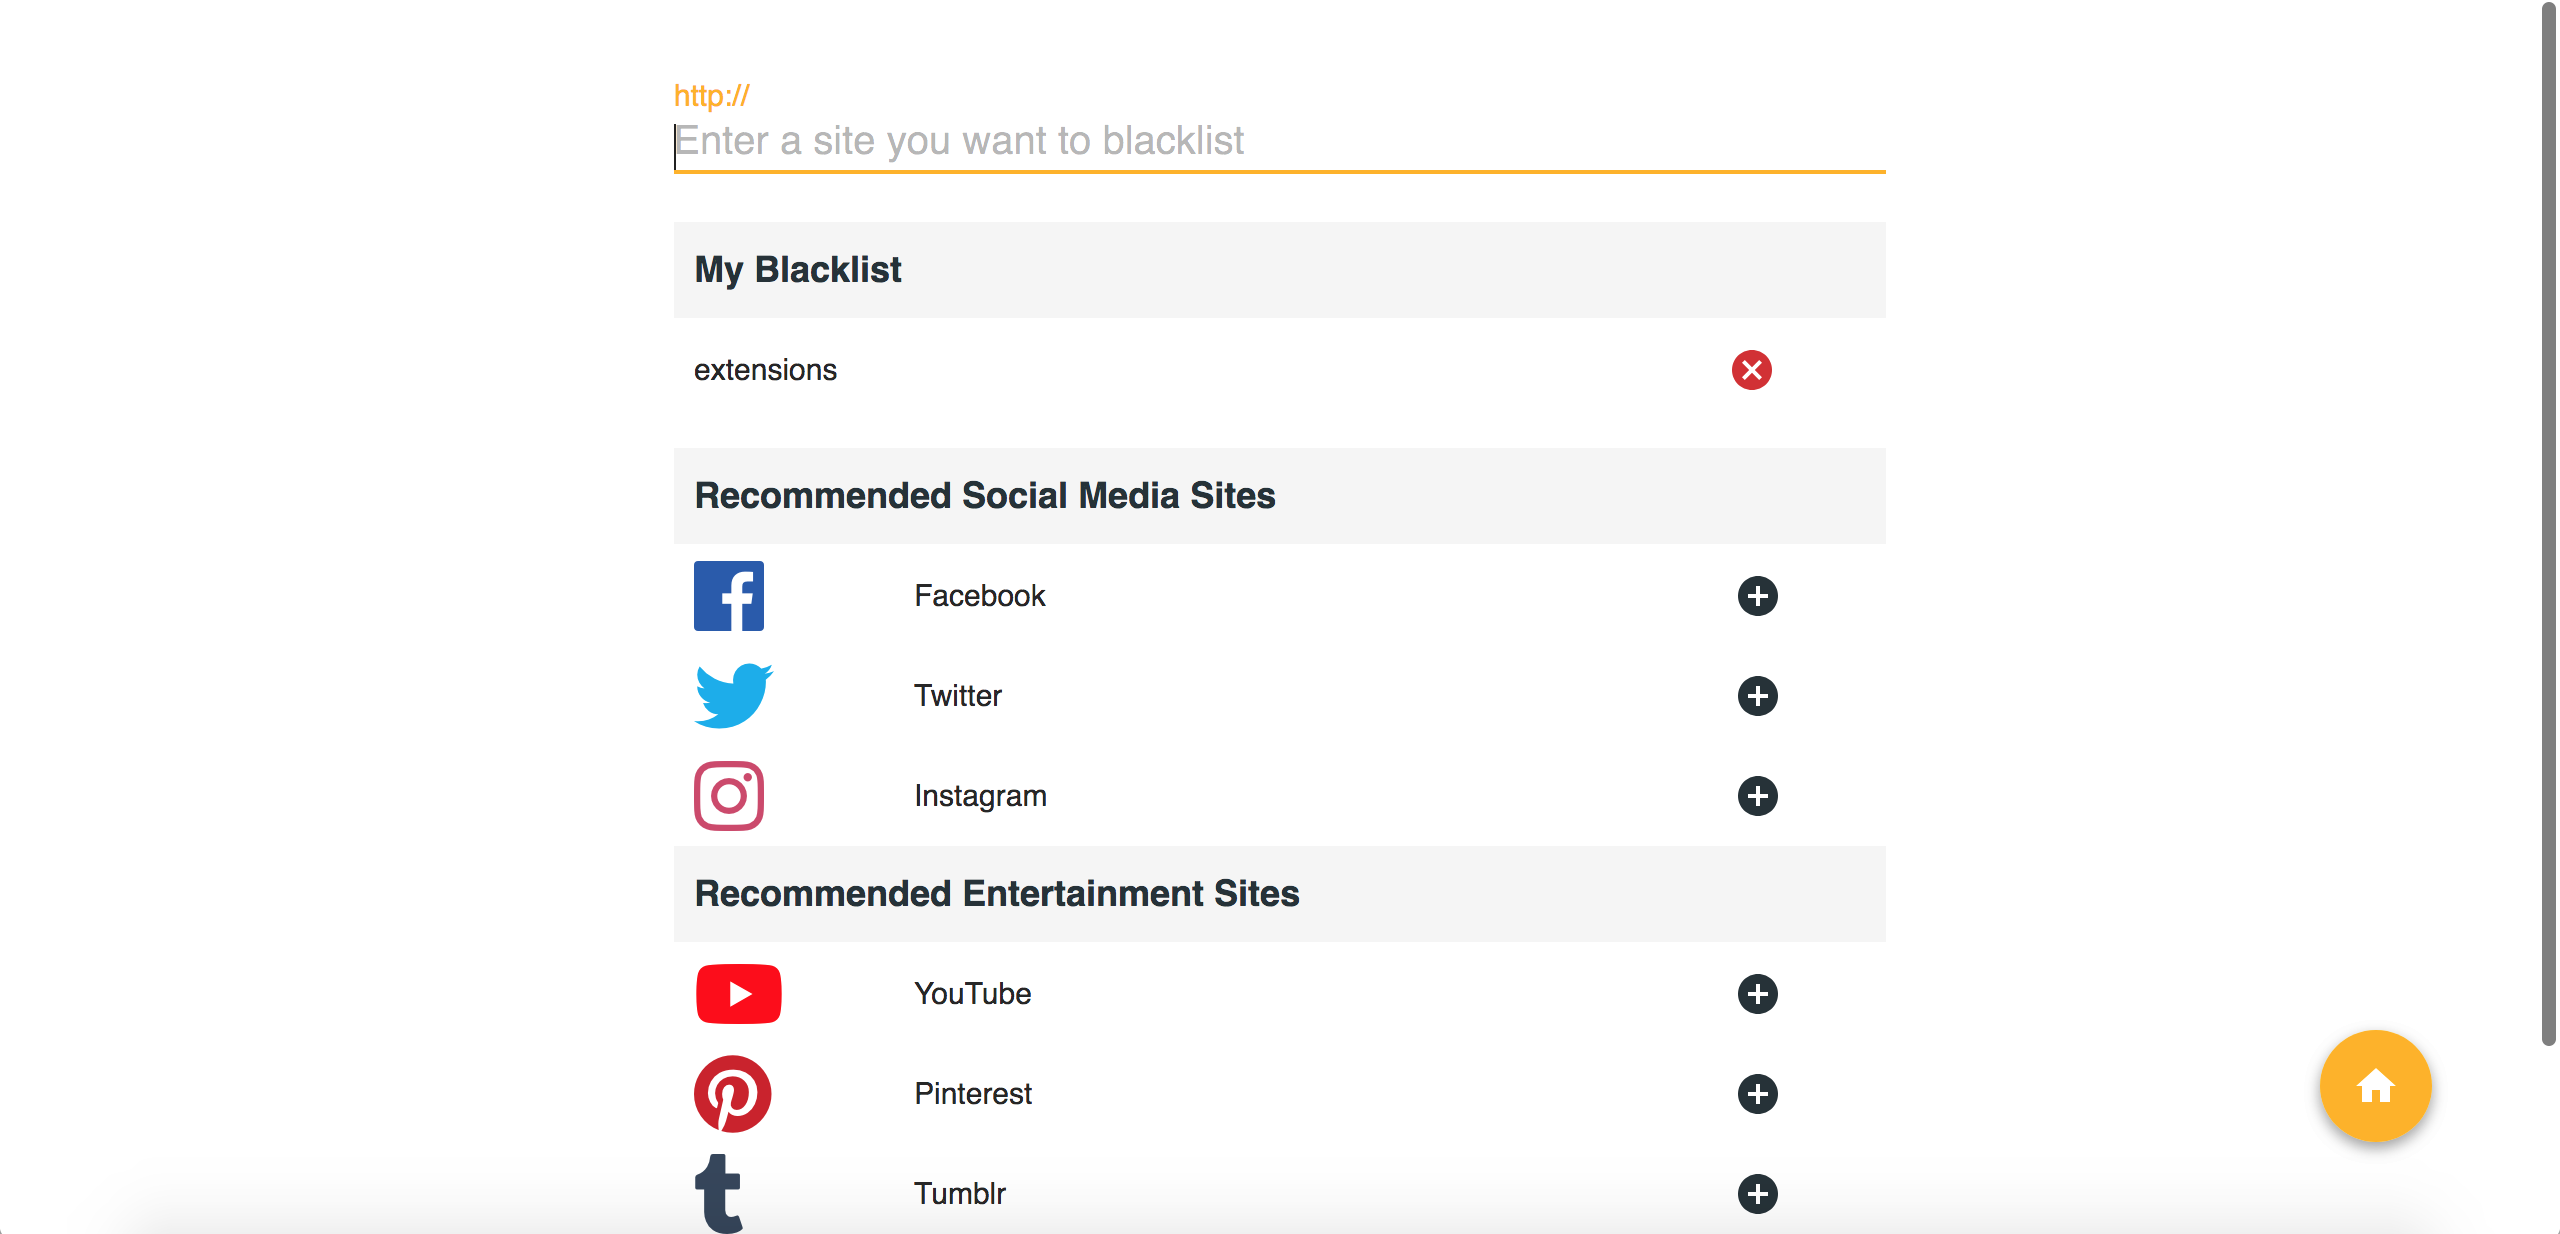 http://
Enter a site you want to blacklist
My Blacklist
extensions
Recommended Social Media Sites
Facebook
Twitter
Instagram
Recommended Entertainment Sites
YouTube
Pinterest
Tumblr